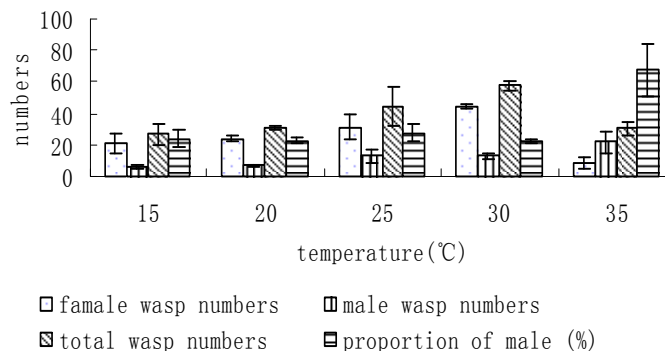 100
80
60
40
20
0
numbers
15 20 25 30 35
temperature(℃)
famale wasp numbers male wasp numbers
total wasp numbers proportion of male (%)